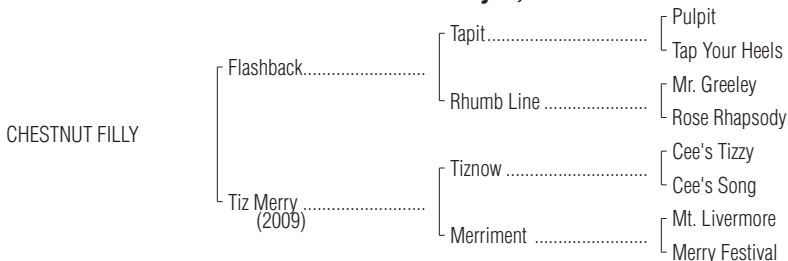 Pulpit
Tapit
Tap Your Heels
Flashback
Mr. Greeley
Rhumb Line
Rose Rhapsody
CHESTNUT FILLY
Cee's Tizzy
Tiznow
Cee's Song
Tiz Merry
(2009)
Mt. Livermore
Merriment
Merry Festival